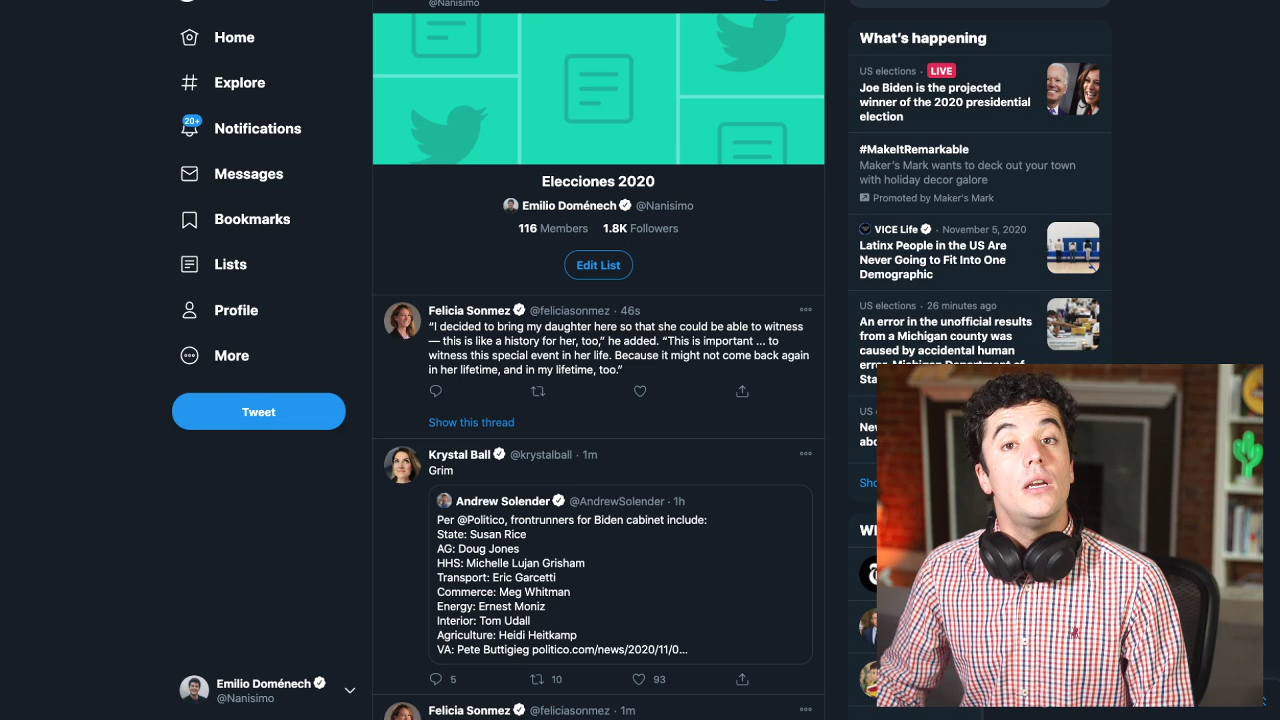 @Nanisimo
Home
Explore
20+
Notifications
Messages
Bookmarks
Lists
Profile
More
Tweet
Emilio Doménech
@Nanisimo
Elecciones 2020
Emilio Doménech @Nanisimo
116 Members 1.8K Followers
Edit List
Felicia Sonmez @feliciasonmez · 46s
“I decided to bring my daughter here so that she could be able to witness
— this is like a history for her, too,” he added. “This is important ... to
witness this special event in her life. Because it might not come back again
in her lifetime, and in my lifetime, too.”
Show this thread
Krystal Ball @krystalball · 1m
Grim
Andrew Solender @AndrewSolender · 1h
Per @Politico, frontrunners for Biden cabinet include:
State: Susan Rice
AG: Doug Jones
HHS: Michelle Lujan Grisham
Transport: Eric Garcetti
Commerce: Meg Whitman
Energy: Ernest Moniz
Interior: Tom Udall
Agriculture: Heidi Heitkamp
VA: Pete Buttigieg politico.com/news/2020/11/0...
5 10 93
Felicia Sonmez @feliciasonmez · 1m
What's happening
US elections · LIVE
Joe Biden is the projected
winner of the 2020 presidential
election
#MakeItRemarkable
Maker's Mark wants to deck out your town
with holiday decor galore
Promoted by Maker's Mark
VICE Life · November 5, 2020
Latinx People in the US Are
Never Going to Fit Into One
Demographic
US elections · 26 minutes ago
An error in the unofficial results
from a Michigan county was
caused by accidental human